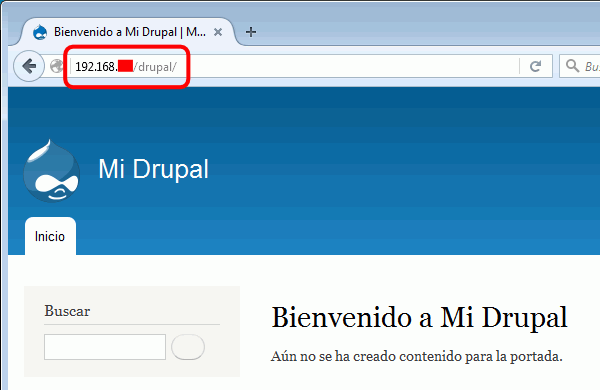 Bienvenido a Mi Drupal | M...
192.168. /drupal/
Mi Drupal
Inicio
Buscar
Bienvenido a Mi Drupal
Aún no se ha creado contenido para la portada.